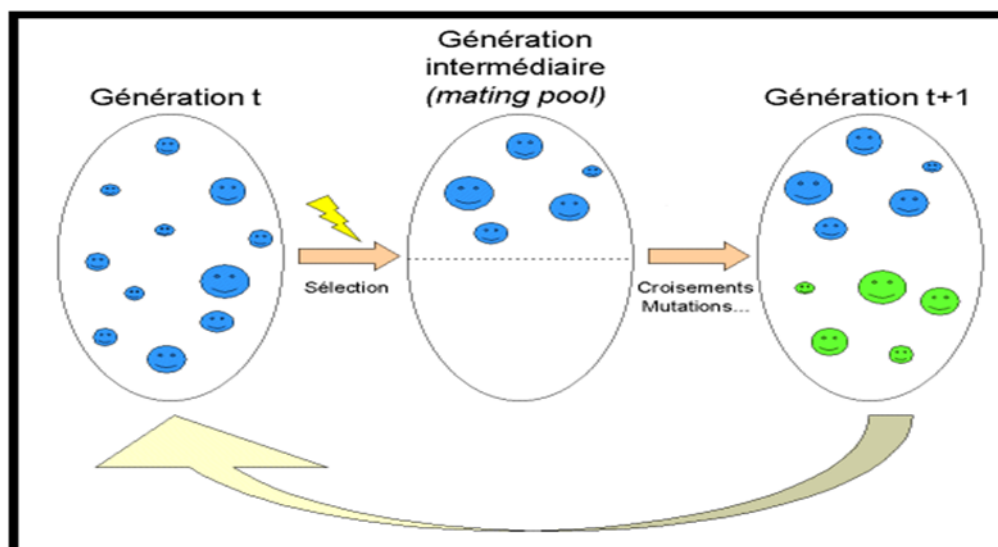 Génération t
Génération
intermédiaire
(mating pool)
Génération t+1
Sélection
Croisements
Mutations...